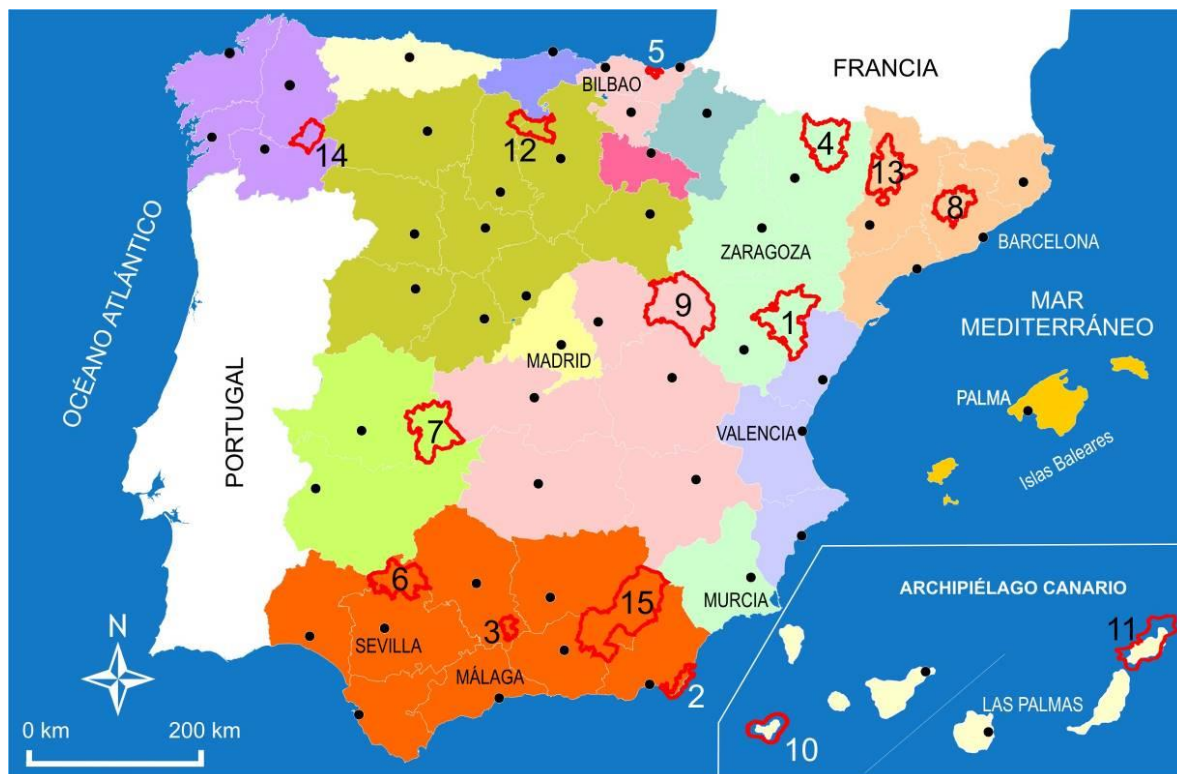 5
FRANCIA
BILBAO
4
14
12
13
8
OCÉANO ATLÁNTICO
ZARAGOZA
BARCELONA
9
1
MAR
MEDITERRÁNEO
MADRID
PORTUGAL
PALMA
7
VALENCIA
Islas Baleares
6
ARCHIPIÉLAGO CANARIO
15
MURCIA
11
N
3
SEVILLA
MÁLAGA
2
LAS PALMAS
0 km 200 km
10